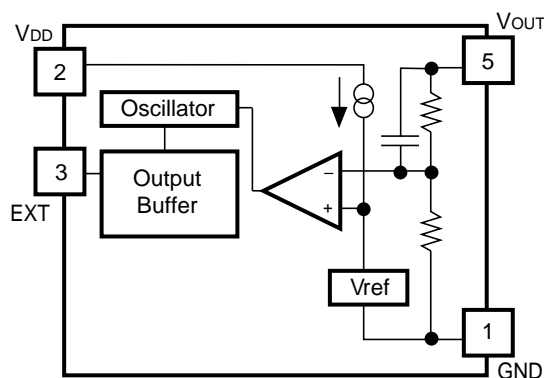 VDD
VOUT
2
5
Oscillator
3
Output
Buffer
−
+
EXT
Vref
1
GND